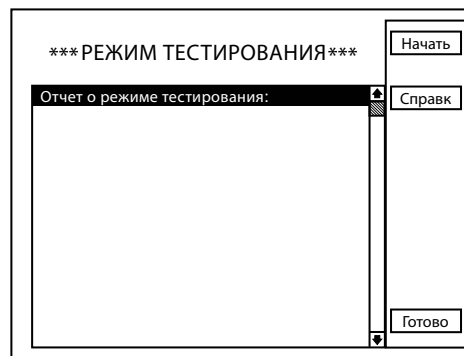 ***РЕЖИМ ТЕСТИРОВАНИЯ***
Начать
Отчет о режиме тестирования:
Справк
Готово